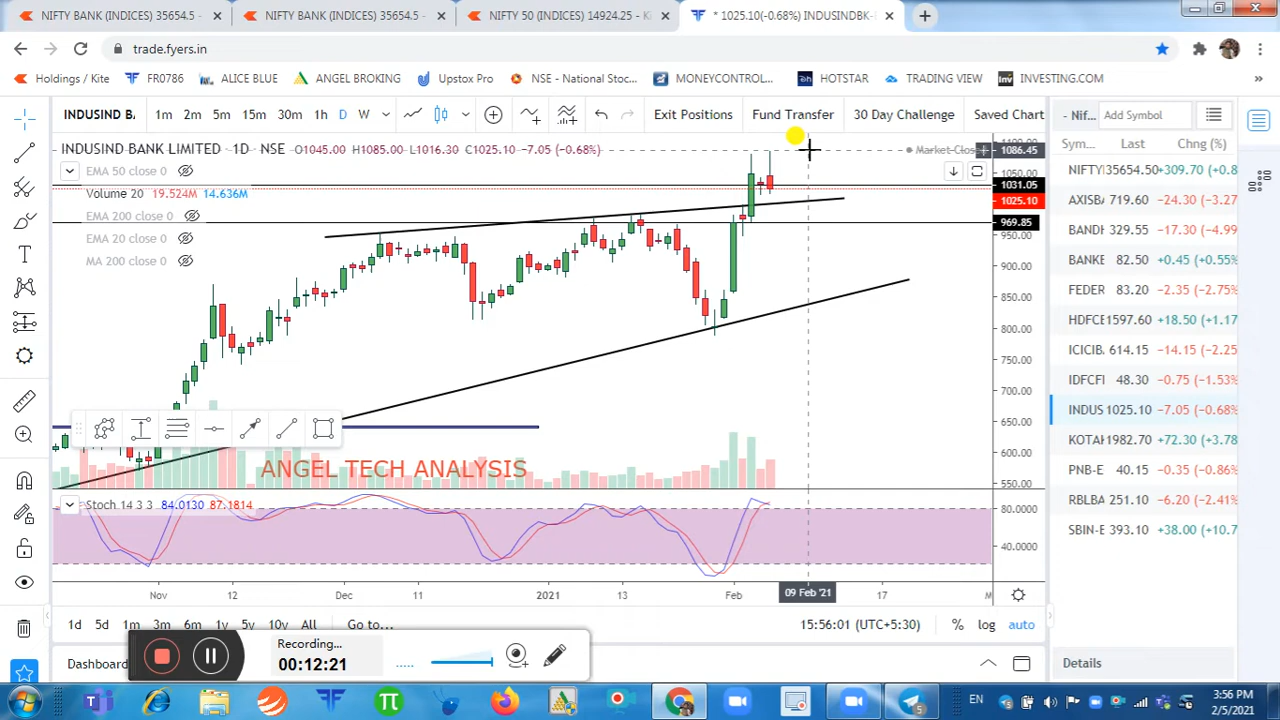 NIFTY BANK (INDICES) 35654.5 -
NIFTY BANK (INDICES) 35654.5 -
NIFTY 50 (INDICES) 14924.25 - K
* 1025.10(-0.68%) INDUSINDBK-E
trade.fyers.in
Holdings / Kite
FR0786
ALICE BLUE
ANGEL BROKING
Upstox Pro
NSE - National Stoc...
MONEYCONTROL
HOTSTAR
TRADING VIEW
INVESTING.COM
»
INDUSIND BA
1m 2m 5m 15m 30m 1h D W
Exit Positions
Fund Transfer
30 Day Challenge
Saved Chart
- Nif...
Add Symbol
INDUSIND BANK LIMITED · 1D · NSE O1045.00 H1085.00 L1016.30 C1025.10 -7.05 (-0.68%)
Market Close
EMA 50 close 0
Volume 20 19.524M 14.636M
EMA 200 close 0
EMA 20 close 0
MA 200 close 0
1086.45
1050.00
1031.05
1025.10
969.85
950.00
900.00
850.00
800.00
750.00
700.00
650.00
600.00
550.00
ANGEL TECH ANALYSIS
Stoch 14 3 3 84.0130 87.1814
80.0000
40.0000
Nov 12 Dec 11 2021 13 Feb 09 Feb '21 17
1d 5d 1m 3m 6m 1y 5y 10y All Go to...
15:56:01 (UTC+5:30) % log auto
Sym... Last Chng (%)
NIFTY 35654.50 +309.70 (+0.8
AXISBA 719.60 -24.30 (-3.27
BANDH 329.55 -17.30 (-4.99
BANKE 82.50 +0.45 (+0.55%
FEDER 83.20 -2.35 (-2.75%
HDFCB 1597.60 +18.50 (+1.17
ICICIB 614.15 -14.15 (-2.25
IDFCFI 48.30 -0.75 (-1.53%
INDUS 1025.10 -7.05 (-0.68%
KOTAK 1982.70 +72.30 (+3.78
PNB-E 40.15 -0.35 (-0.86%
RBLBA 251.10 -6.20 (-2.41%
SBIN-E 393.10 +38.00 (+10.7
Details
Dashboard
Recording...
00:12:21
EN
3:56 PM
2/5/2021